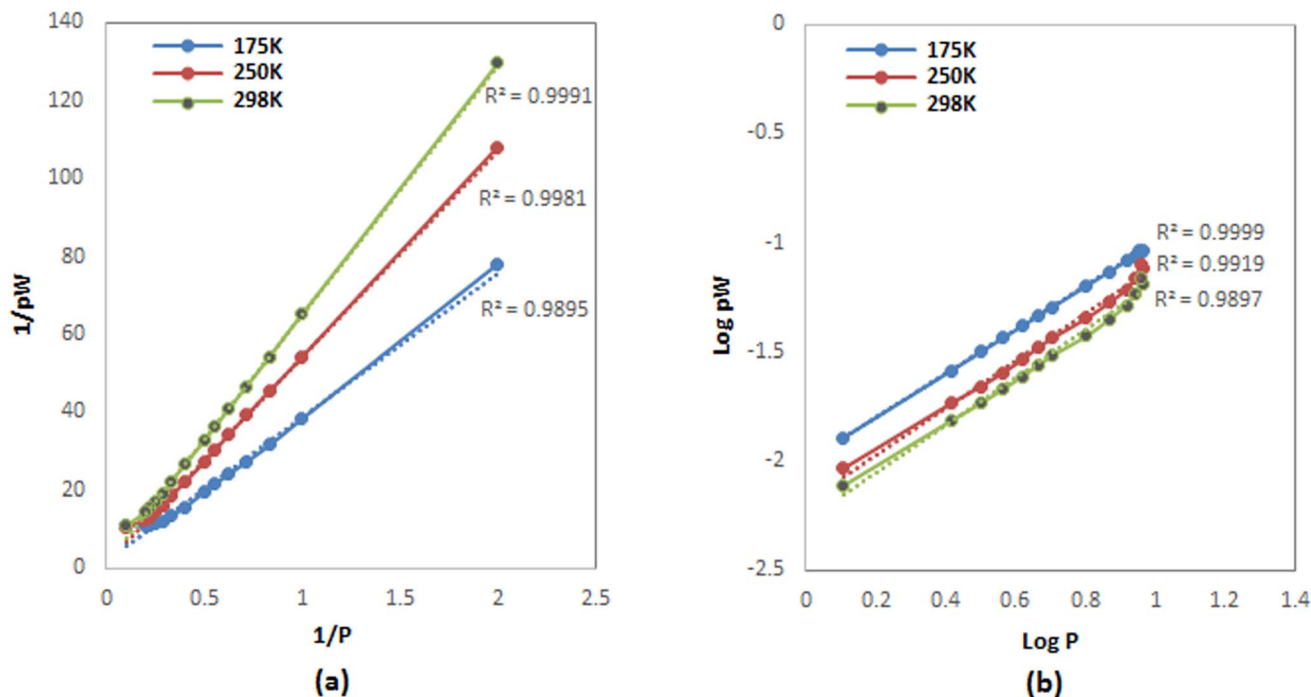 140
120
100
80
60
40
20
0
0
0.5
1
1.5
2
2.5
1/pW
1/P
175K
250K
298K
R² = 0.9991
R² = 0.9981
R² = 0.9895
(a)
0
-0.5
-1
-1.5
-2
-2.5
0
0.2
0.4
0.6
0.8
1
1.2
1.4
Log pW
Log P
175K
250K
298K
R² = 0.9999
R² = 0.9919
R² = 0.9897
(b)